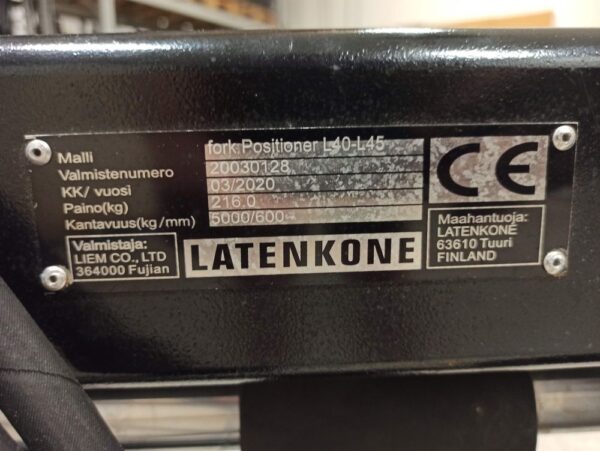 Malli fork Positioner L40-L45
Valmistenumero 20030128
KK/ vuosi 03/2020
Paino(kg) 216.0
Kantavuus(kg/mm) 5000/600
CE
Valmistaja:
LIEM CO., LTD
364000 Fujian
LATENKONE
Maahantuoja:
LATENKONE
63610 Tuuri
FINLAND